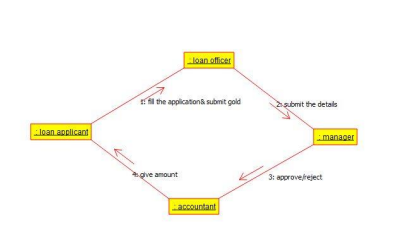 : loan officer
1: fill the application& submit gold
2: submit the details
: loan applicant
: manager
4: give amount
3: approve/reject
: accountant